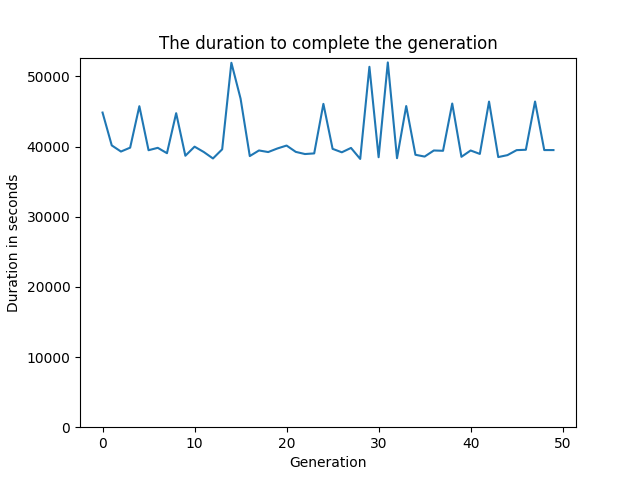 The duration to complete the generation
50000
40000
30000
20000
10000
0
Duration in seconds
0 10 20 30 40 50
Generation